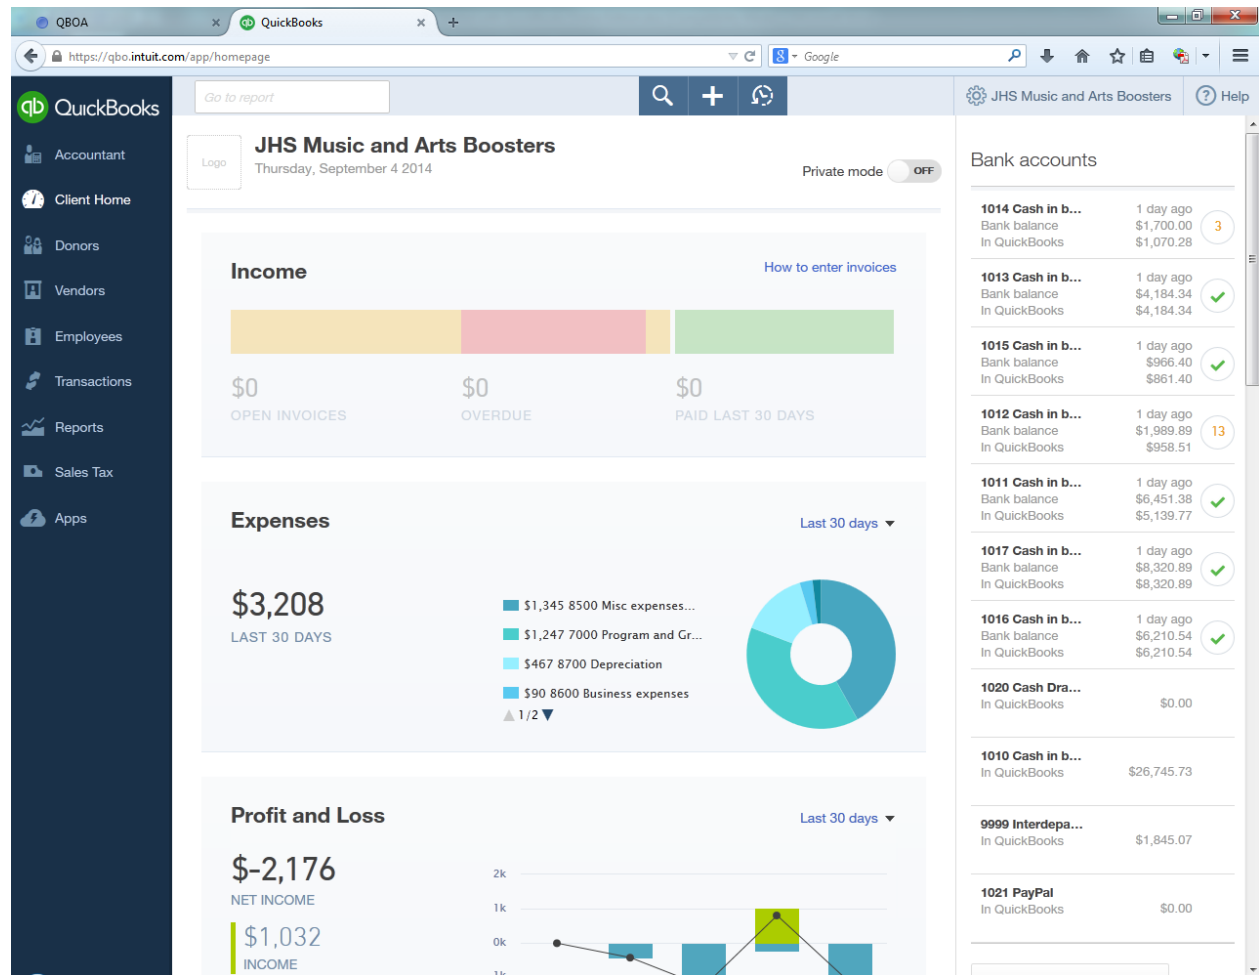 QBOA
QuickBooks
https://qbo.intuit.com/app/homepage
Google
QuickBooks
Go to report
JHS Music and Arts Boosters
Help
Accountant
Client Home
Donors
Vendors
Employees
Transactions
Reports
Sales Tax
Apps
Logo
JHS Music and Arts Boosters
Thursday, September 4 2014
Private mode OFF
Income
How to enter invoices
$0
OPEN INVOICES
$0
OVERDUE
$0
PAID LAST 30 DAYS
Expenses
Last 30 days
$3,208
LAST 30 DAYS
$1,345 8500 Misc expenses...
$1,247 7000 Program and Gr...
$467 8700 Depreciation
$90 8600 Business expenses
1/2
Profit and Loss
Last 30 days
$-2,176
NET INCOME
$1,032
INCOME
2k
1k
0k
Bank accounts
1014 Cash in b... 1 day ago
Bank balance $1,700.00
In QuickBooks $1,070.28
3
1013 Cash in b... 1 day ago
Bank balance $4,184.34
In QuickBooks $4,184.34
1015 Cash in b... 1 day ago
Bank balance $966.40
In QuickBooks $861.40
1012 Cash in b... 1 day ago
Bank balance $1,989.89
In QuickBooks $958.51
13
1011 Cash in b... 1 day ago
Bank balance $6,451.38
In QuickBooks $5,139.77
1017 Cash in b... 1 day ago
Bank balance $8,320.89
In QuickBooks $8,320.89
1016 Cash in b... 1 day ago
Bank balance $6,210.54
In QuickBooks $6,210.54
1020 Cash Dra...
In QuickBooks $0.00
1010 Cash in b...
In QuickBooks $26,745.73
9999 Interdepa...
In QuickBooks $1,845.07
1021 PayPal
In QuickBooks $0.00